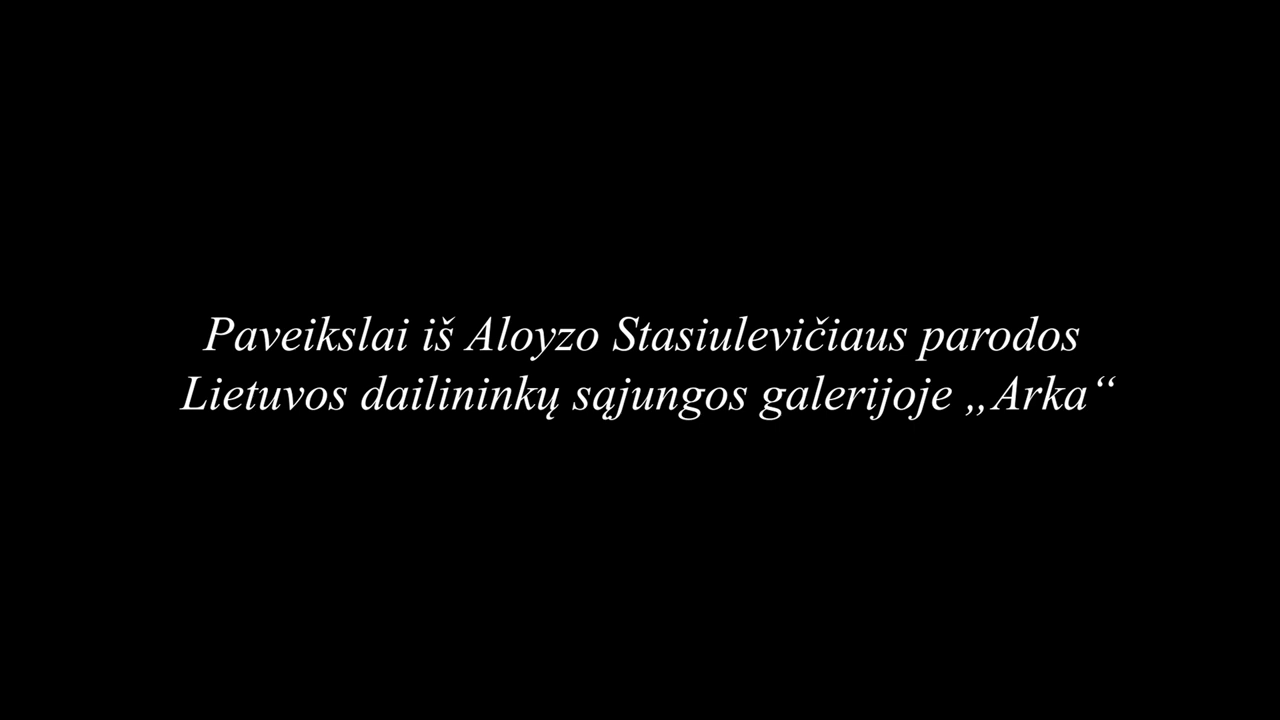 Paveikslai iš Aloyzo Stasiulevičiaus parodos
Lietuvos dailininkų sąjungos galerijoje „Arka“